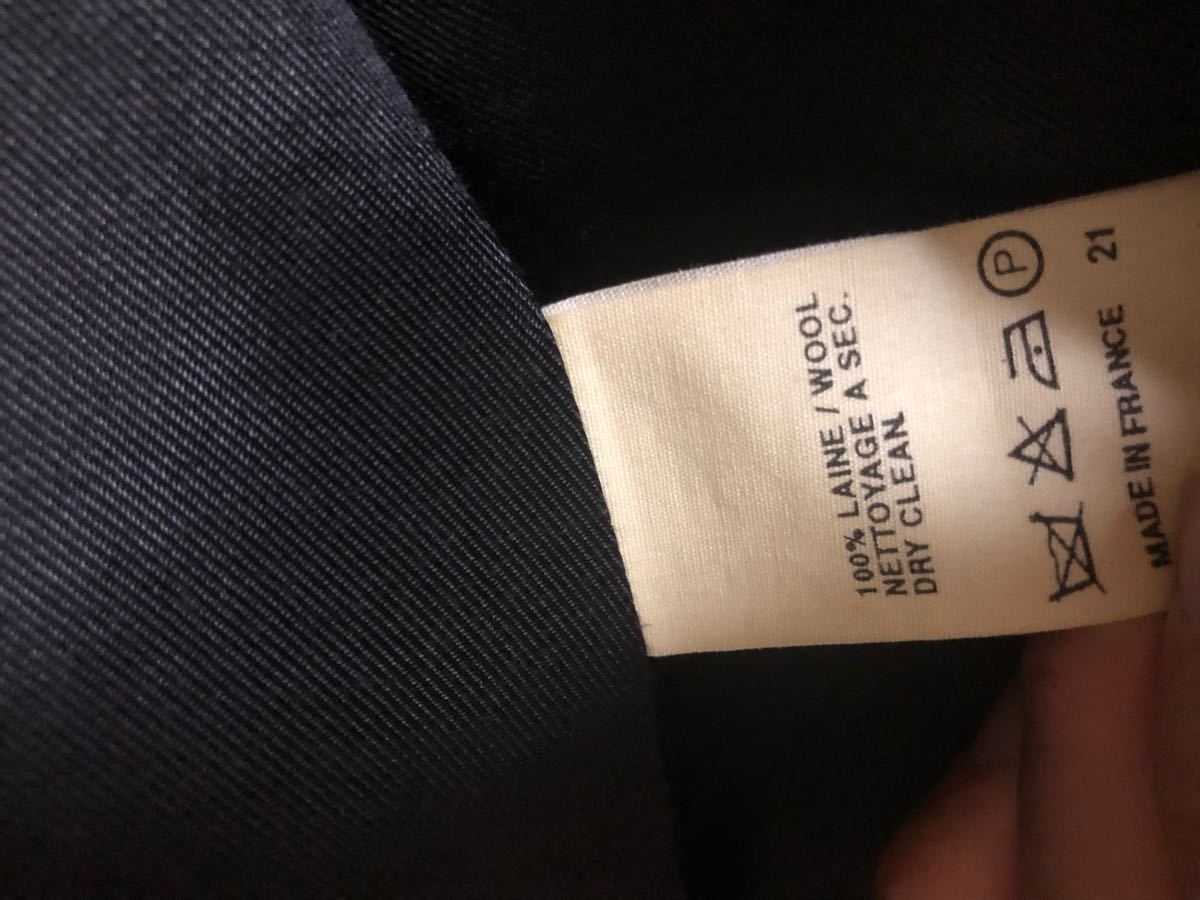 100% LAINE / WOOL
NETTOYAGE A SEC.
DRY CLEAN
P
MADE IN FRANCE 21